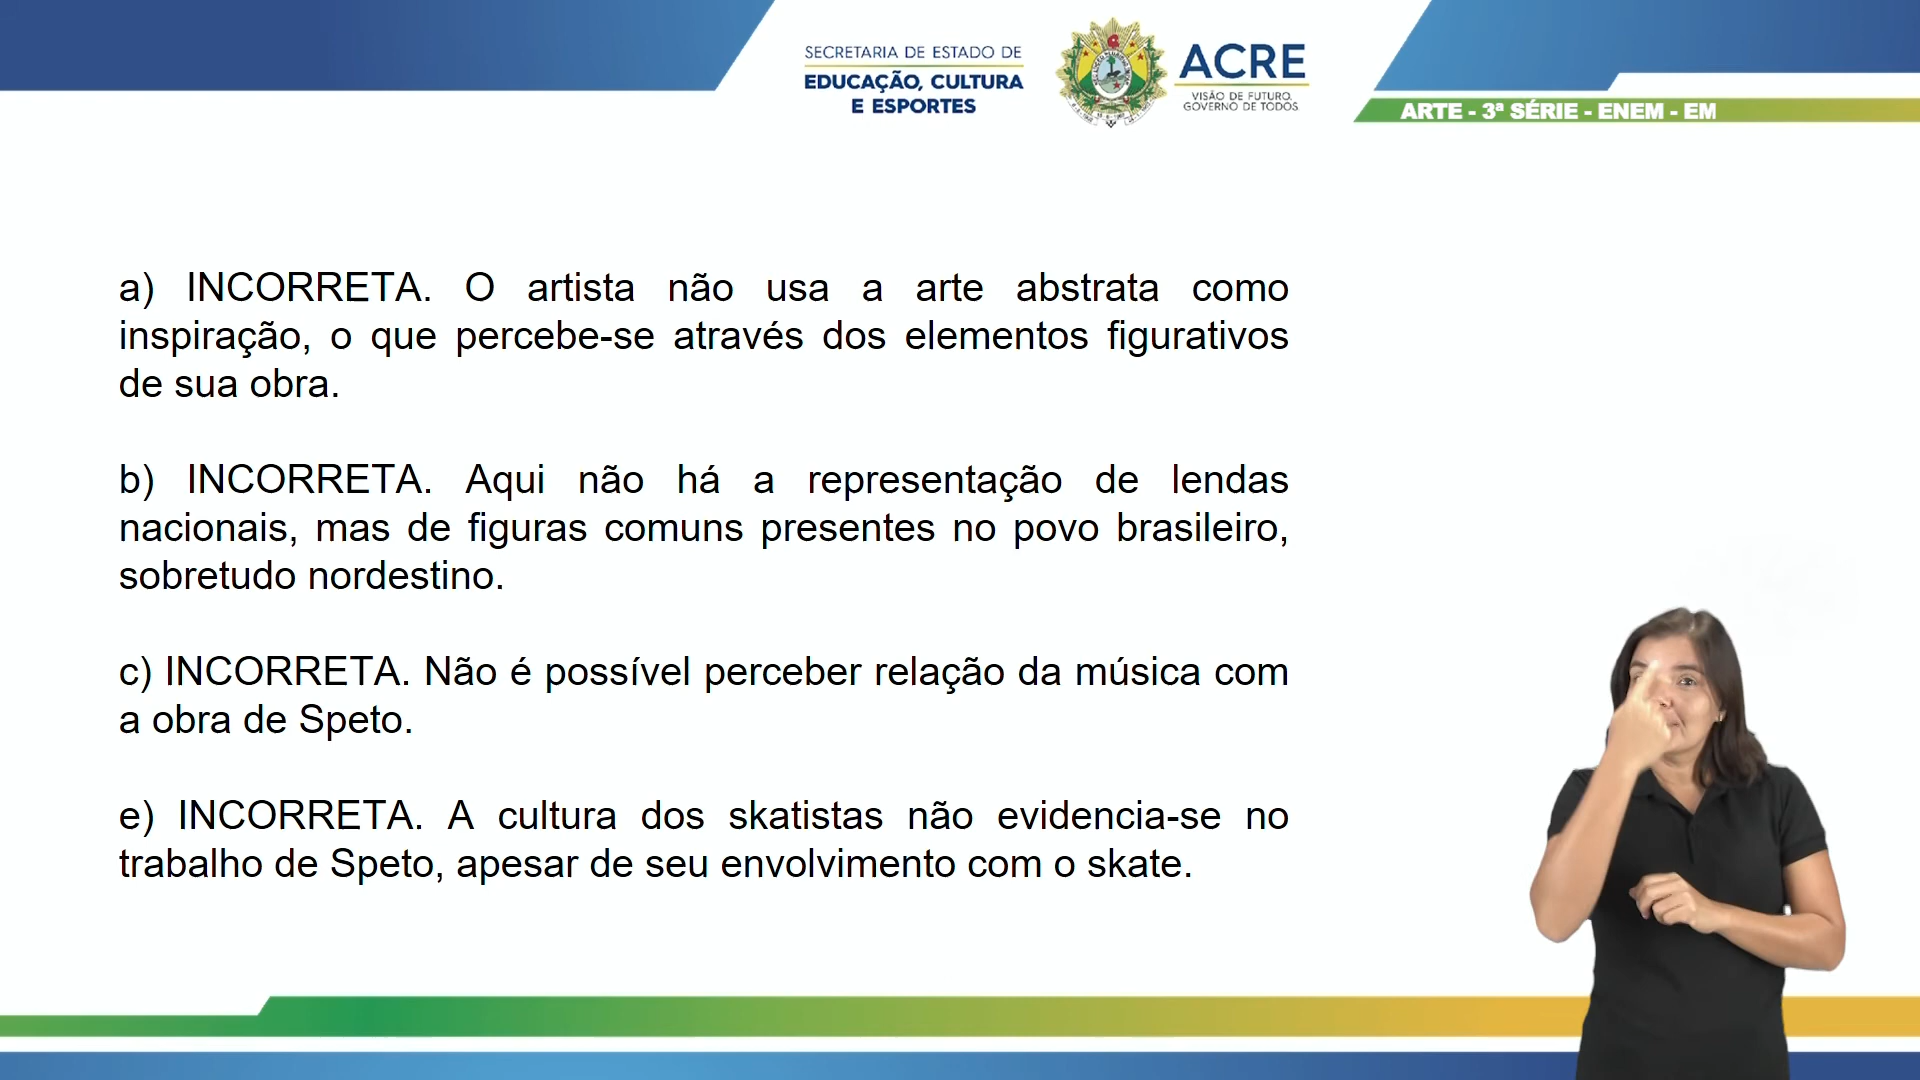 SECRETARIA DE ESTADO DE
EDUCAÇÃO, CULTURA
E ESPORTES
ACRE
VISÃO DE FUTURO.
GOVERNO DE TODOS.
ARTE - 3ª SÉRIE - ENEM - EM
a) INCORRETA. O artista não usa a arte abstrata como
inspiração, o que percebe-se através dos elementos figurativos
de sua obra.
b) INCORRETA. Aqui não há a representação de lendas
nacionais, mas de figuras comuns presentes no povo brasileiro,
sobretudo nordestino.
c) INCORRETA. Não é possível perceber relação da música com
a obra de Speto.
e) INCORRETA. A cultura dos skatistas não evidencia-se no
trabalho de Speto, apesar de seu envolvimento com o skate.